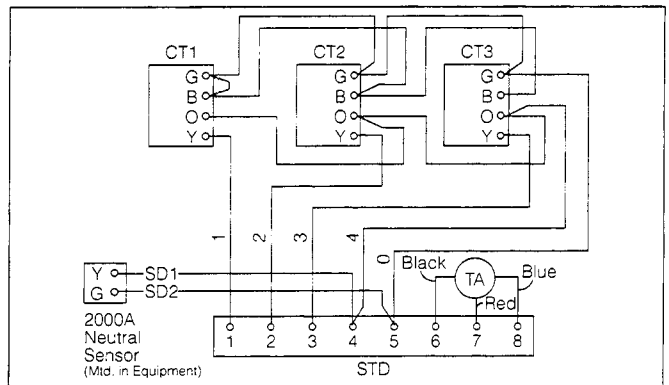 CT1 CT2 CT3
G G G
B B B
O O O
Y Y Y
1 2 3 4 0
Black TA Blue
Red
Y SD1
G SD2
2000A
Neutral
Sensor
(Mtd. in Equipment)
1 2 3 4 5 6 7 8
STD